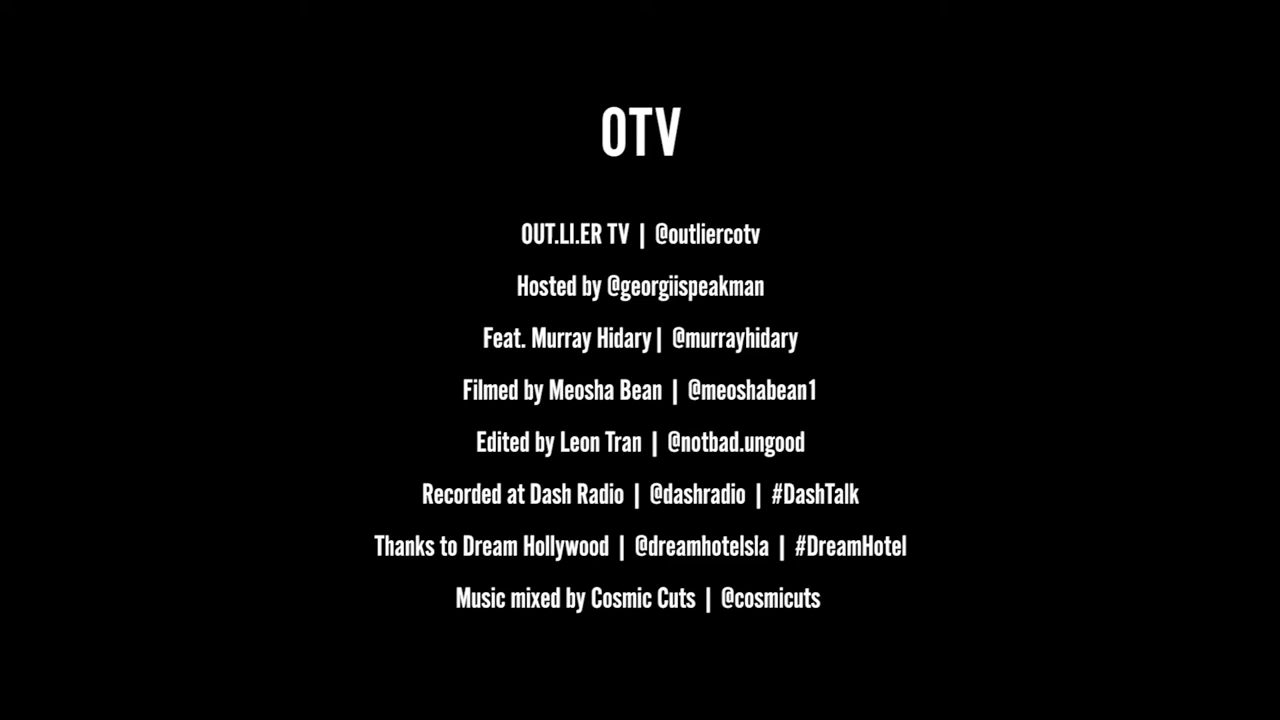 OTV
OUT.LI.ER TV | @outliercotv
Hosted by @georgiispeakman
Feat. Murray Hidary| @murrayhidary
Filmed by Meosha Bean | @meoshabean1
Edited by Leon Tran | @notbad.ungood
Recorded at Dash Radio | @dashradio | #DashTalk
Thanks to Dream Hollywood | @dreamhotelsla | #DreamHotel
Music mixed by Cosmic Cuts | @cosmicuts